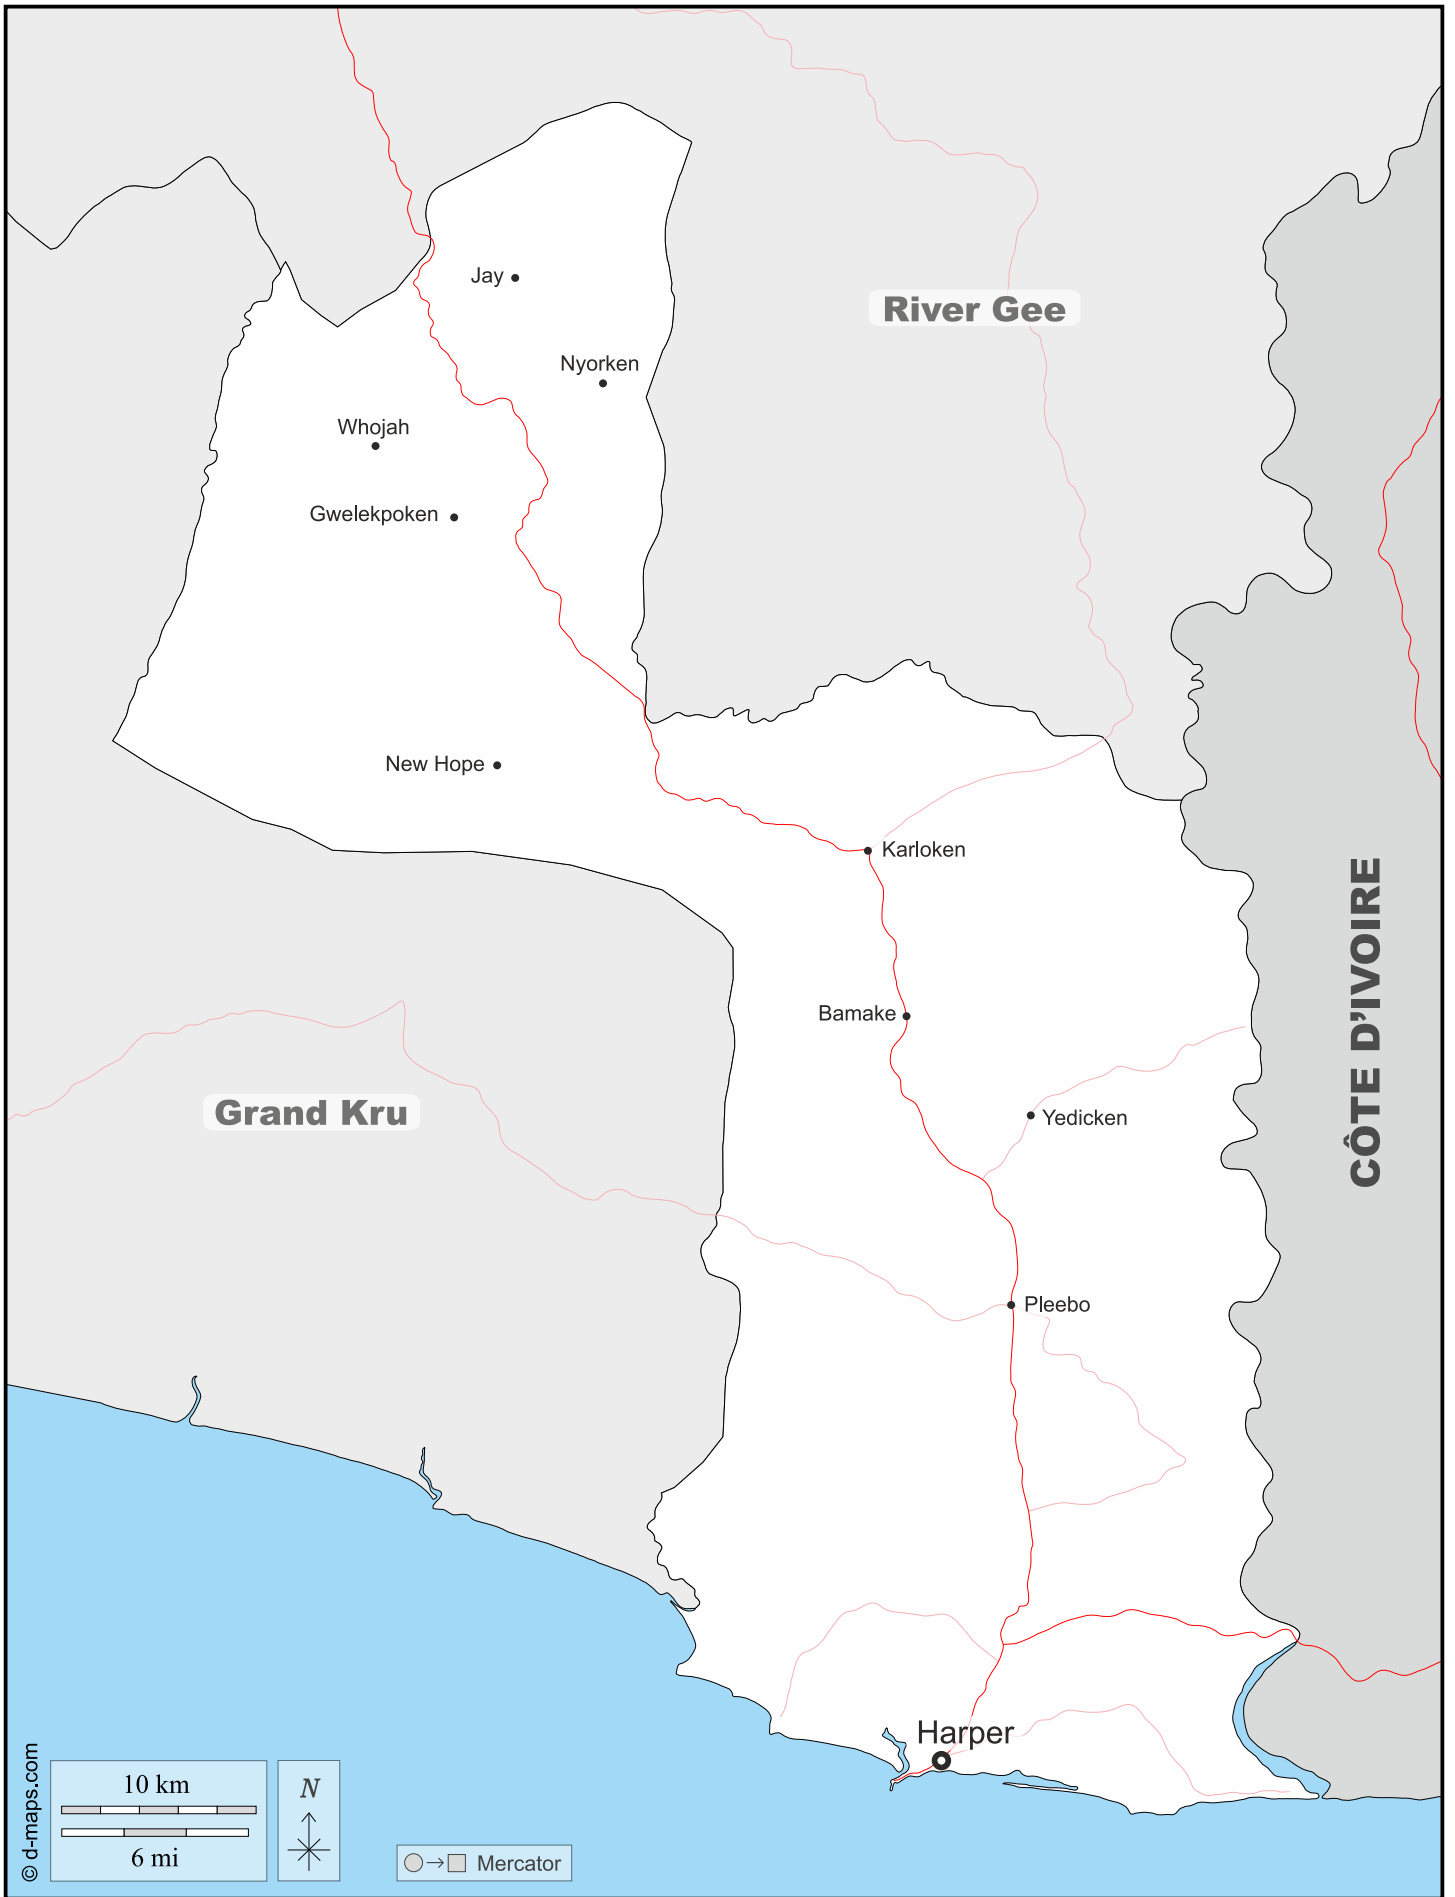 Jay
River Gee
Nyorken
Whojah
Gwelekpoken
New Hope
Karloken
CÔTE D'IVOIRE
Bamake
Grand Kru
Yedicken
Pleebo
Harper
© d-maps.com
10 km
6 mi
N
Mercator